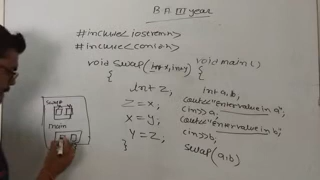 B A III year
#include<iostream.h>
#include<conio.h>
void swap(int x, int y)
{
int z,
z = x;
x = y;
y = z;
}
void main()
{
int a, b,
cout<<"Enter value in a";
cin>>a;
cout<<"Enter value in b";
cin>>b;
swap(a,b)
swap
main